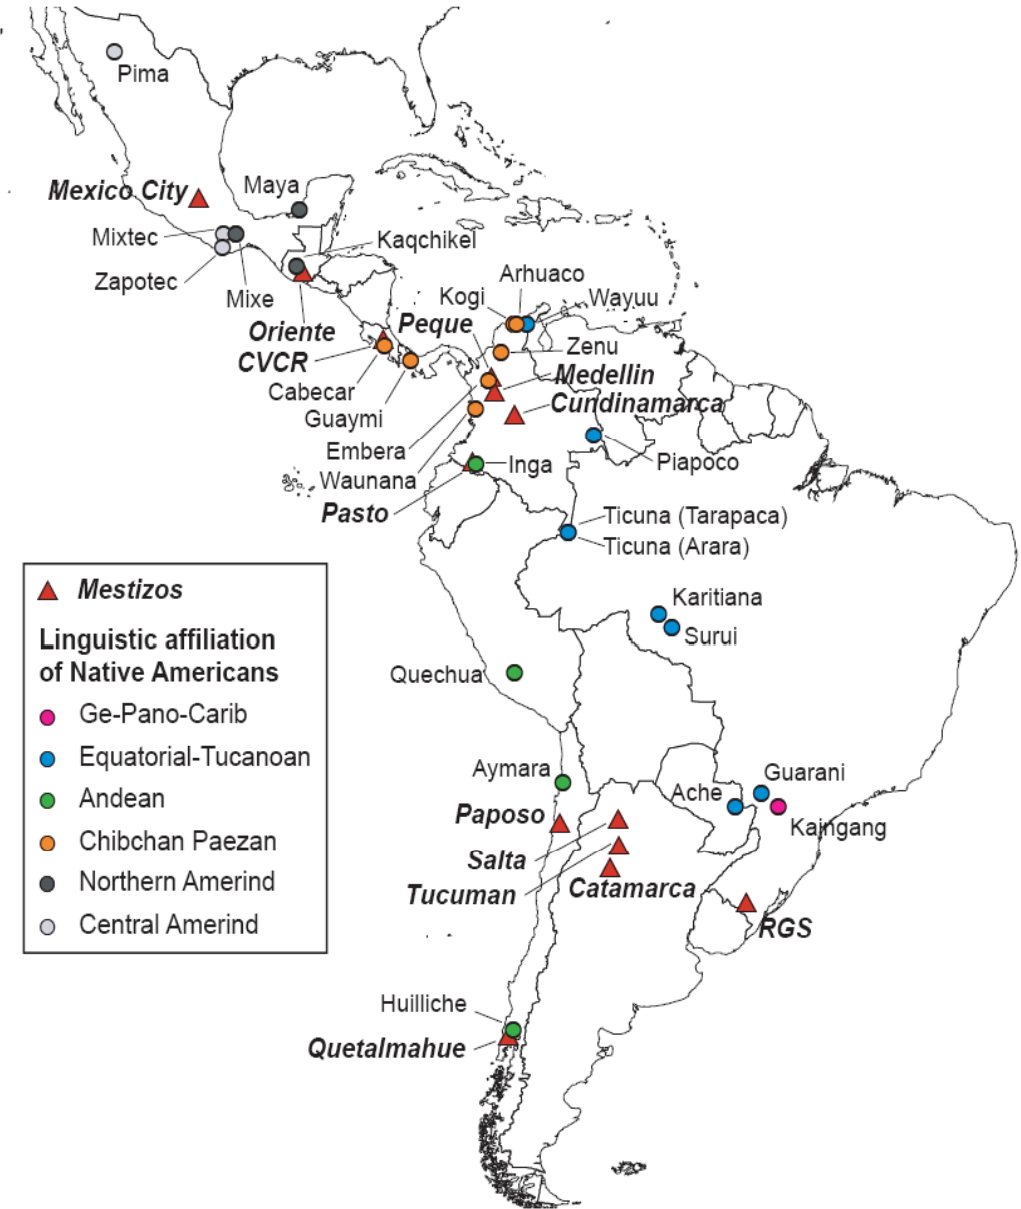 Pima
Mexico City
Maya
Mixtec
Kaqchikel
Zapotec
Mixe
Arhuaco
Kogi
Wayuu
Oriente
Peque
CVCR
Zenu
Cabecar
Medellin
Guaymi
Cundinamarca
Embera
Waunana
Inga
Piapoco
Pasto
Ticuna (Tarapaca)
Ticuna (Arara)
Mestizos
Linguistic affiliation
of Native Americans
Ge-Pano-Carib
Equatorial-Tucanoan
Andean
Chibchan Paezan
Northern Amerind
Central Amerind
Karitiana
Surui
Quechua
Aymara
Guarani
Ache
Paposo
Kaingang
Salta
Tucuman
Catamarca
RGS
Huilliche
Quetalmahue